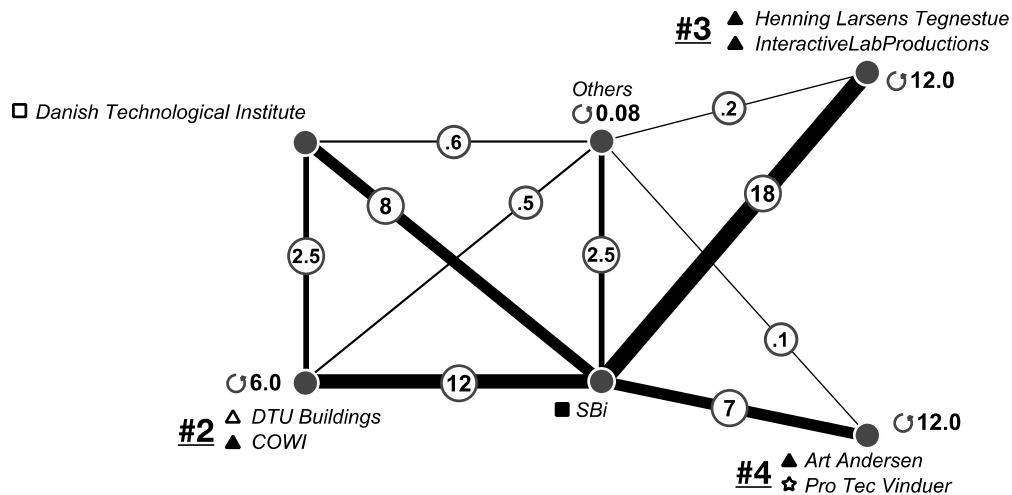 #3
Henning Larsens Tegnestue
InteractiveLabProductions
12.0
Others
0.08
.2
Danish Technological Institute
.6
8
.5
18
2.5
2.5
.1
6.0
12
7
12.0
#2
DTU Buildings
COWI
SBi
#4
Art Andersen
Pro Tec Vinduer